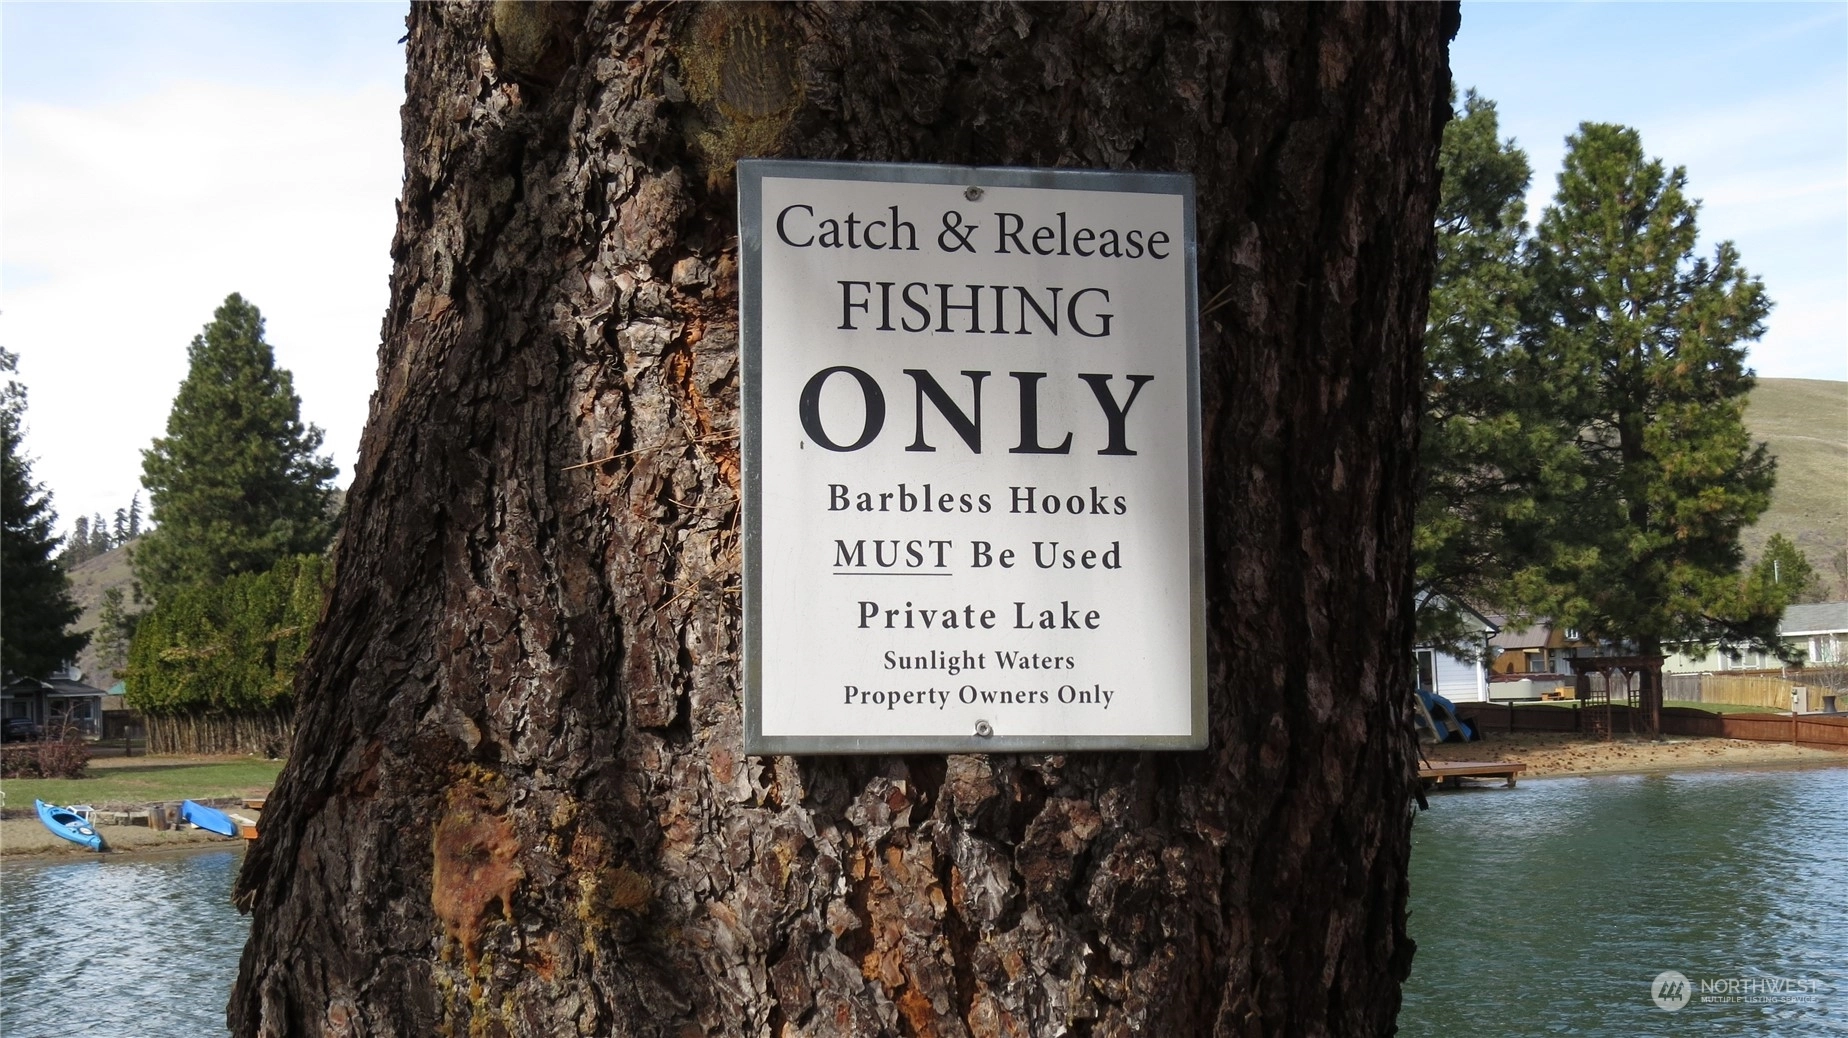 Catch & Release
FISHING
ONLY
Barbless Hooks
MUST Be Used
Private Lake
Sunlight Waters
Property Owners Only
NORTHWEST
MULTIPLE LISTING SERVICE